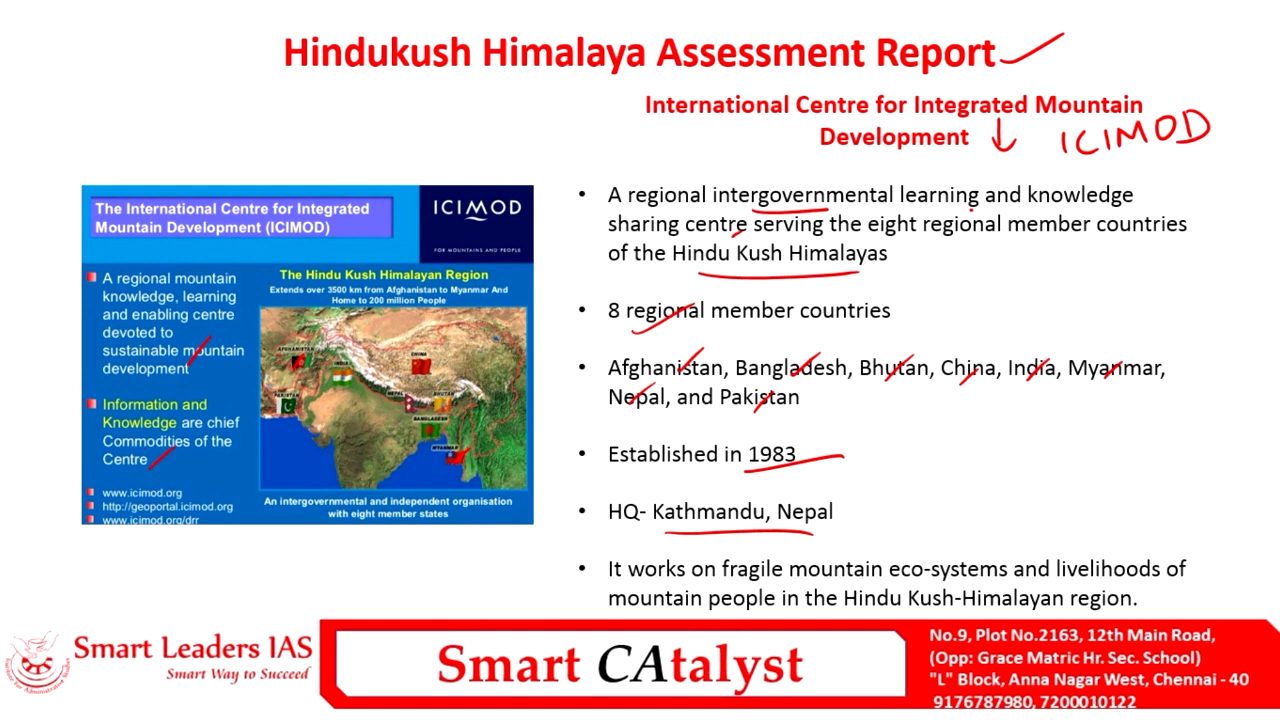 Hindukush Himalaya Assessment Report
International Centre for Integrated Mountain
Development
ICIMOD
• A regional intergovernmental learning and knowledge
sharing centre serving the eight regional member countries
of the Hindu Kush Himalayas
• 8 regional member countries
• Afghanistan, Bangladesh, Bhutan, China, India, Myanmar,
Nepal, and Pakistan
• Established in 1983
• HQ- Kathmandu, Nepal
• It works on fragile mountain eco-systems and livelihoods of
mountain people in the Hindu Kush-Himalayan region.
The International Centre for Integrated
Mountain Development (ICIMOD)
ICIMOD
FOR MOUNTAINS AND PEOPLE
A regional mountain
knowledge, learning
and enabling centre
devoted to
sustainable mountain
development
Information and
Knowledge are chief
Commodities of the
Centre
www.icimod.org
http://geoportal.icimod.org
www.icimod.org/drr
The Hindu Kush Himalayan Region
Extends over 3500 km from Afghanistan to Myanmar And
Home to 200 million People
AFGHANISTAN
CHINA
INDIA
PAKISTAN
NEPAL
BHUTAN
BANGLADESH
MYANMAR
An intergovernmental and independent organisation
with eight member states
Smart Leaders IAS
Smart Way to Succeed
Smart CAtalyst
No.9, Plot No.2163, 12th Main Road,
(Opp: Grace Matric Hr. Sec. School)
"L" Block, Anna Nagar West, Chennai - 40
9176787980, 7200010122